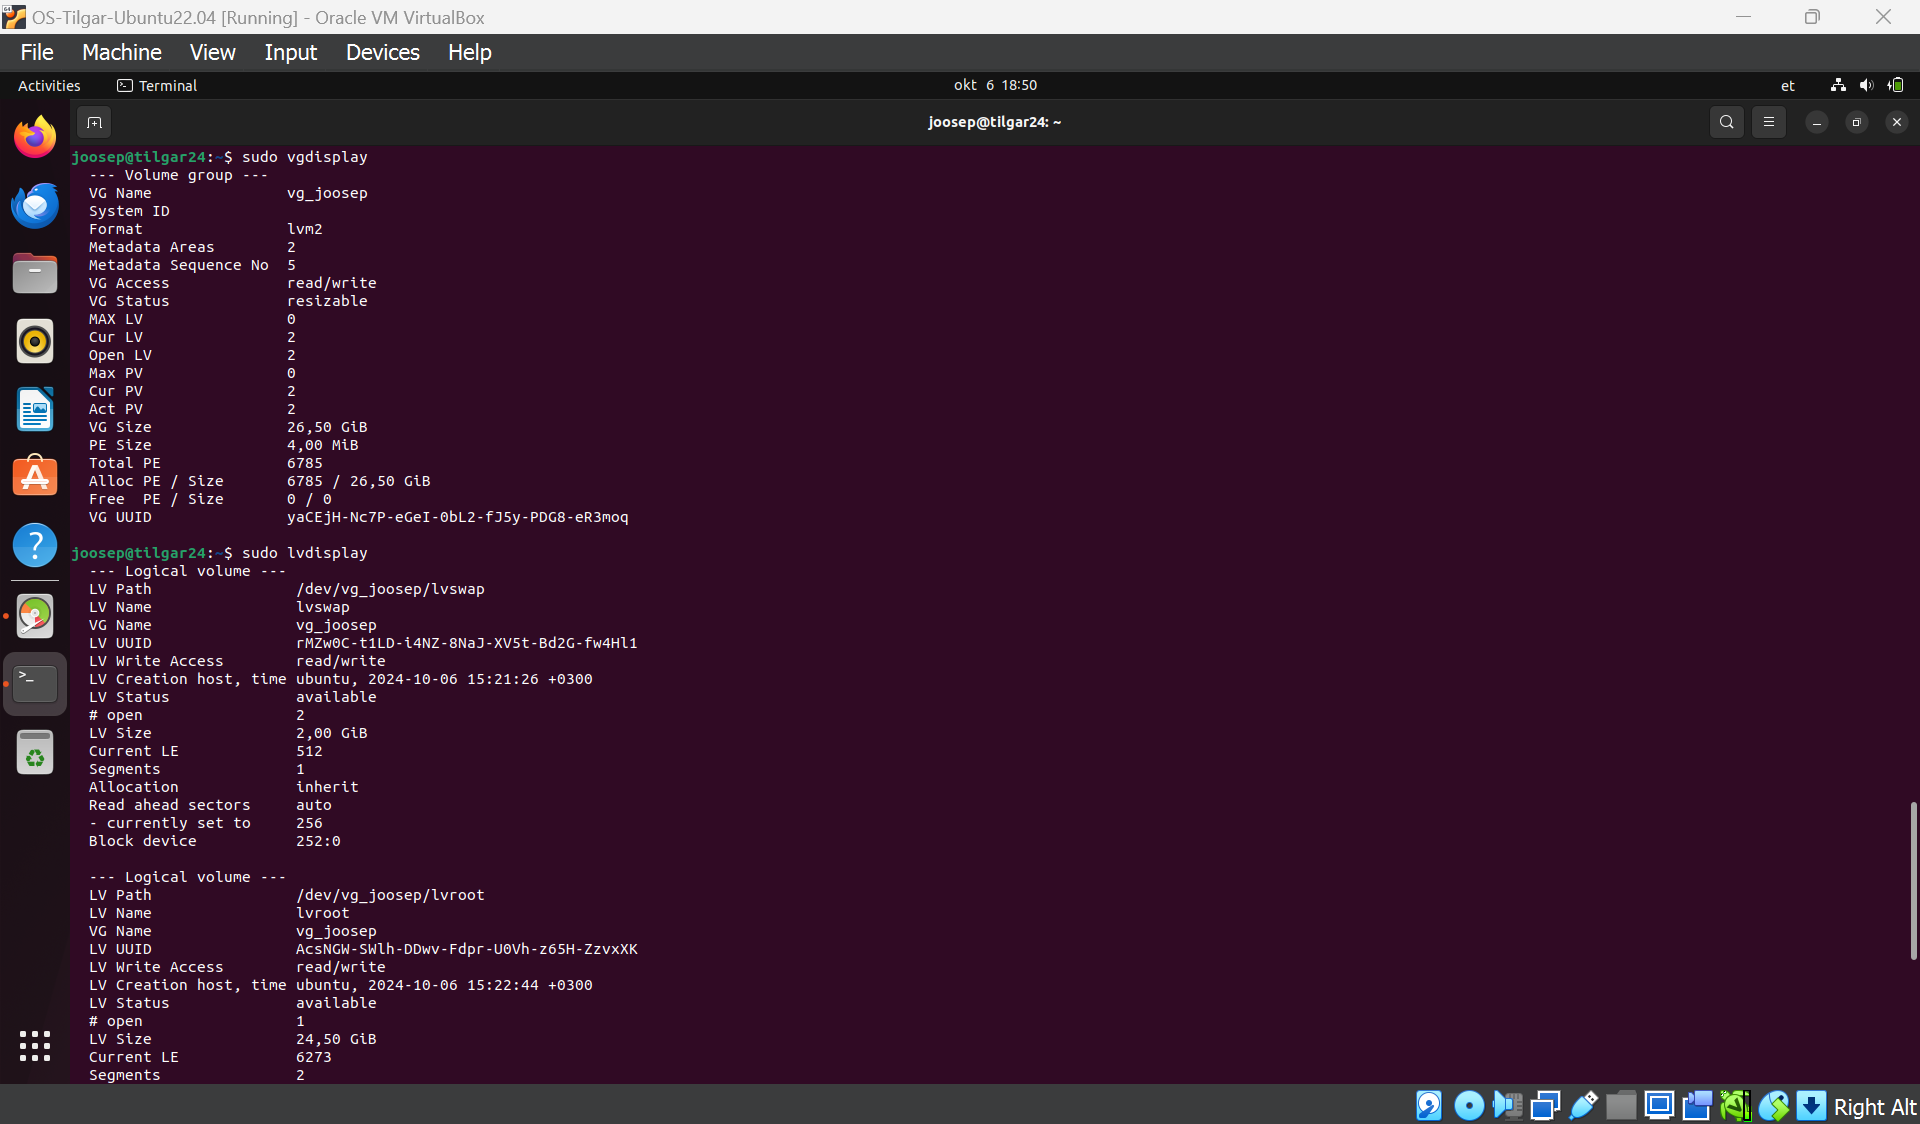 OS-Tilgar-Ubuntu22.04 [Running] - Oracle VM VirtualBox
File Machine View Input Devices Help
Activities Terminal okt 6 18:50 et
joosep@tilgar24: ~
joosep@tilgar24:~$ sudo vgdisplay
--- Volume group ---
VG Name vg_joosep
System ID
Format lvm2
Metadata Areas 2
Metadata Sequence No 5
VG Access read/write
VG Status resizable
MAX LV 0
Cur LV 2
Open LV 2
Max PV 0
Cur PV 2
Act PV 2
VG Size 26,50 GiB
PE Size 4,00 MiB
Total PE 6785
Alloc PE / Size 6785 / 26,50 GiB
Free PE / Size 0 / 0
VG UUID yaCEjH-Nc7P-eGeI-0bL2-fJ5y-PDG8-eR3moq
joosep@tilgar24:~$ sudo lvdisplay
--- Logical volume ---
LV Path /dev/vg_joosep/lvswap
LV Name lvswap
VG Name vg_joosep
LV UUID rMZw0C-t1LD-i4NZ-8NaJ-XV5t-Bd2G-fw4Hl1
LV Write Access read/write
LV Creation host, time ubuntu, 2024-10-06 15:21:26 +0300
LV Status available
# open 2
LV Size 2,00 GiB
Current LE 512
Segments 1
Allocation inherit
Read ahead sectors auto
- currently set to 256
Block device 252:0
--- Logical volume ---
LV Path /dev/vg_joosep/lvroot
LV Name lvroot
VG Name vg_joosep
LV UUID AcsNGW-SWlh-DDwv-Fdpr-U0Vh-z65H-ZzvxXK
LV Write Access read/write
LV Creation host, time ubuntu, 2024-10-06 15:22:44 +0300
LV Status available
# open 1
LV Size 24,50 GiB
Current LE 6273
Segments 2
Right Alt